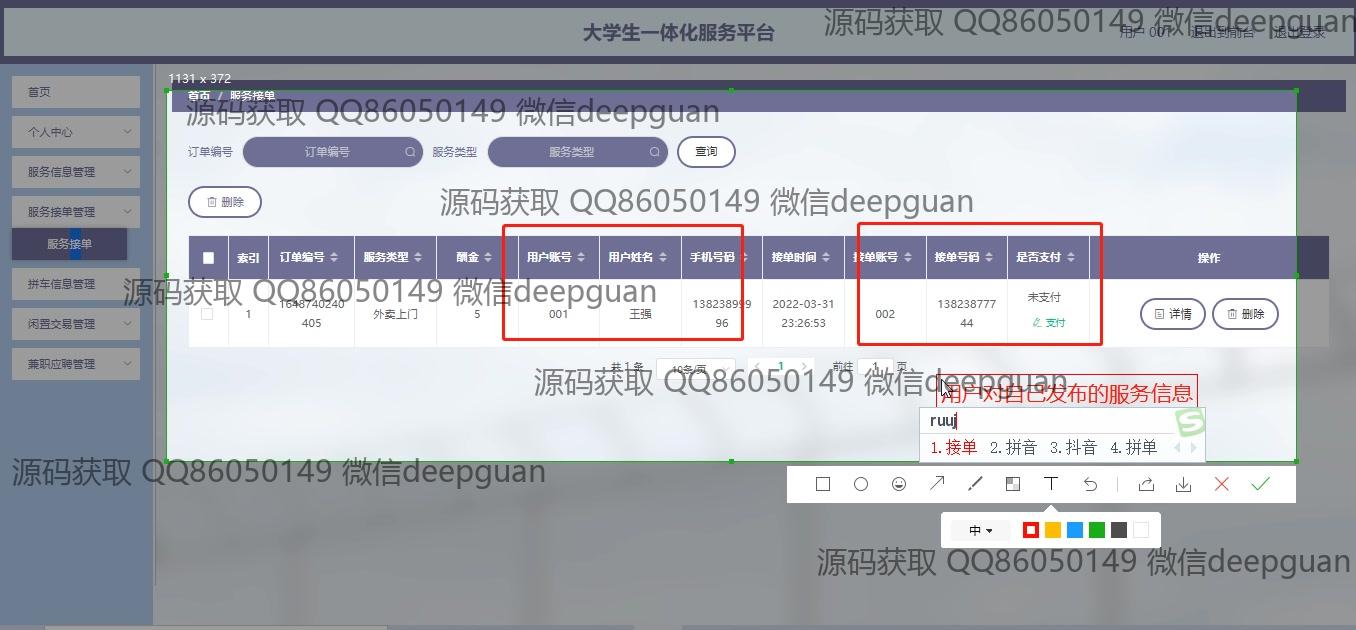 大学生一体化服务平台
用户 001 退出到前台 退出登录
源码获取 QQ86050149 微信deepguan
1131 x 372
首页
个人中心
服务信息管理
服务接单管理
服务接单
拼车信息管理
闲置交易管理
兼职应聘管理
首页 / 服务接单
源码获取 QQ86050149 微信deepguan
订单编号 订单编号 服务类型 服务类型 查询
删除
源码获取 QQ86050149 微信deepguan
索引 订单编号 服务类型 酬金 用户账号 用户姓名 手机号码 接单时间 接单账号 接单号码 是否支付 操作
1 1648740240405 外卖上门 5 001 王强 13823899996 2022-03-31 23:26:53 002 13823877744 未支付 支付 详情 删除
源码获取 QQ86050149 微信deepguan
共 1 条 10条/页 1 前往 1 页
源码获取 QQ86050149 微信deepguan
用户对自己发布的服务信息
ruuj
1.接单 2.拼音 3.抖音 4.拼单
源码获取 QQ86050149 微信deepguan
中
源码获取 QQ86050149 微信deepguan